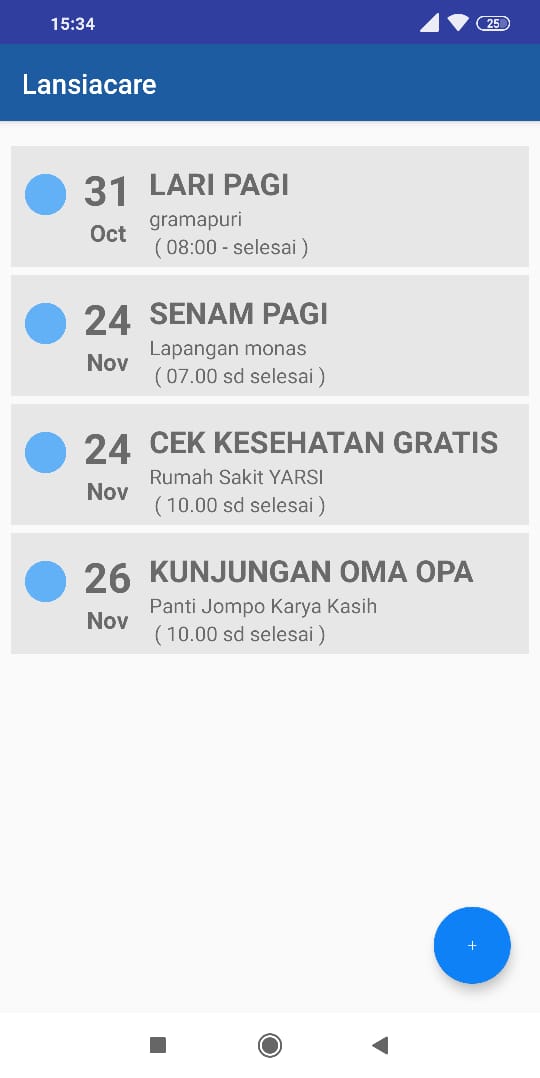 15:34
25
Lansiacare
31 LARI PAGI
Oct gramapuri
( 08:00 - selesai )
24 SENAM PAGI
Nov Lapangan monas
( 07.00 sd selesai )
24 CEK KESEHATAN GRATIS
Nov Rumah Sakit YARSI
( 10.00 sd selesai )
26 KUNJUNGAN OMA OPA
Nov Panti Jompo Karya Kasih
( 10.00 sd selesai )
+